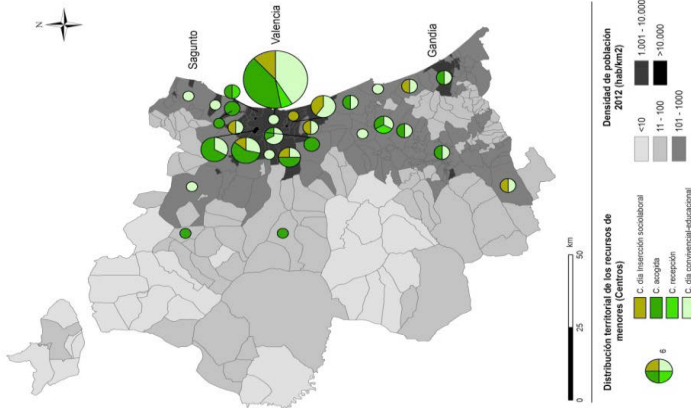 N
Sagunto
Valencia
Gandia
0 25 50 km
Distribución territorial de los recursos de
menores (Centros)
6
C. día Insercción sociolaboral
C. acogida
C. recepción
C. día convivencial-educacional
Densidad de población
2012 (hab/km2)
<10
11 - 100
101 - 1000
1.001 - 10.000
>10.000